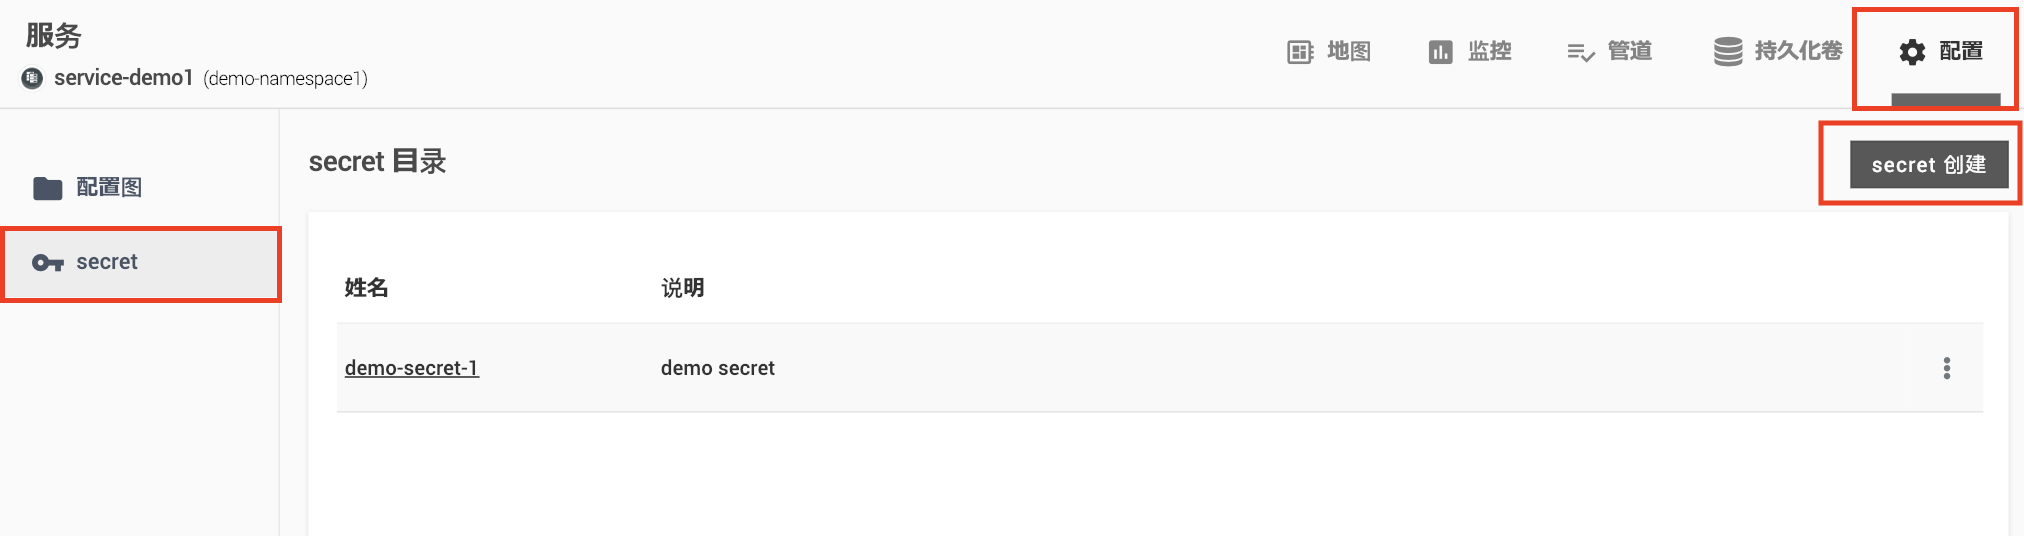 服务
service-demo1 (demo-namespace1)
地图
监控
管道
持久化卷
配置
配置图
secret
secret 目录
secret 创建
姓名 说明
demo-secret-1 demo secret